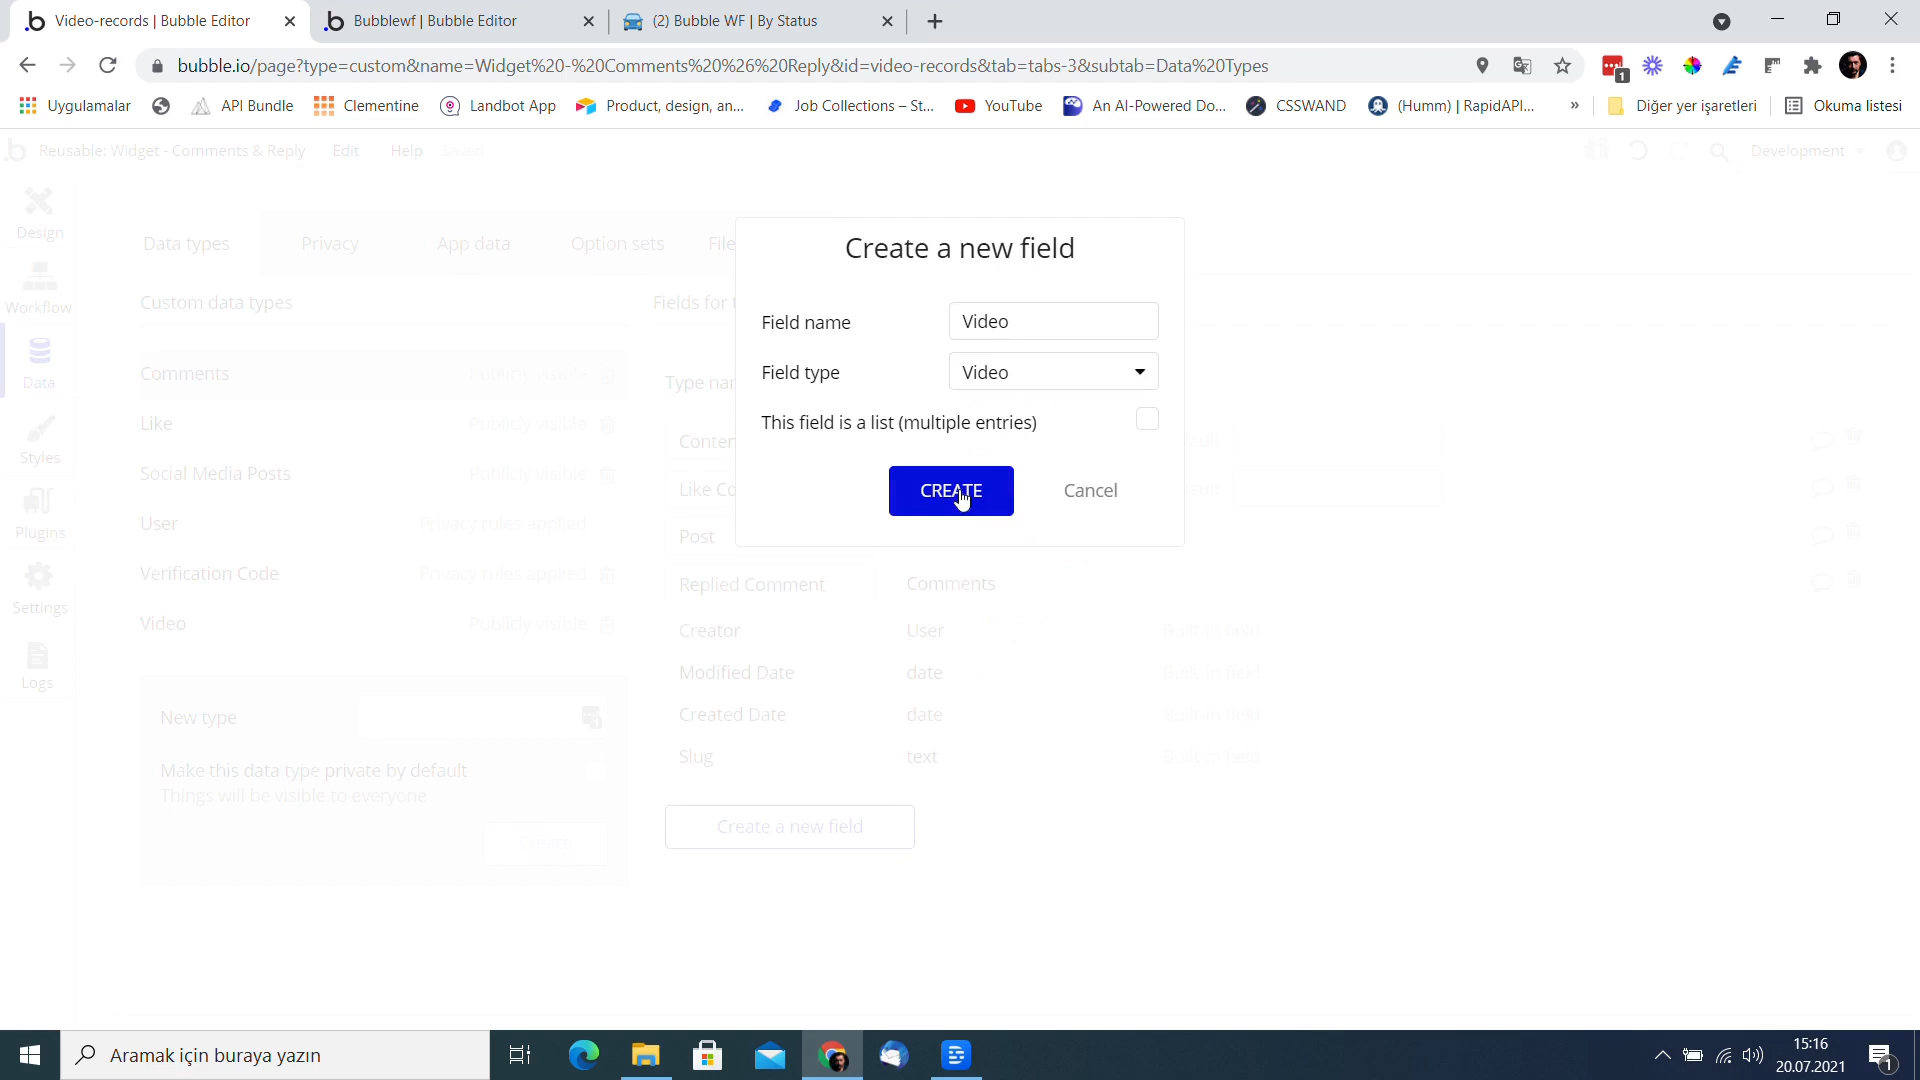 Video-records | Bubble Editor
Bubblewf | Bubble Editor
(2) Bubble WF | By Status
bubble.io/page?type=custom&name=Widget%20-%20Comments%20%26%20Reply&id=video-records&tab=tabs-3&subtab=Data%20Types
1
Uygulamalar
API Bundle
Clementine
Landbot App
Product, design, an...
Job Collections – St...
YouTube
An AI-Powered Do...
CSSWAND
(Humm) | RapidAPI...
»
Diğer yer işaretleri
Okuma listesi
Reusable: Widget - Comments & Reply
Edit
Help
Saved
Development
Design
Workflow
Data
Styles
Plugins
Settings
Logs
Data types
Privacy
App data
Option sets
File
Custom data types
Fields for t
Comments
Publicly visible
Like
Publicly visible
Social Media Posts
Publicly visible
User
Privacy rules applied
Verification Code
Privacy rules applied
Video
Publicly visible
New type
Make this data type private by default
Things will be visible to everyone
Type nam
Conten
Like Co
Post
Replied Comment
Comments
Creator
User
Built-in field
Modified Date
date
Built-in field
Created Date
date
Built-in field
Slug
text
Built-in field
Create a new field
Create a new field
Field name
Video
Field type
Video
This field is a list (multiple entries)
CREATE
Cancel
Aramak için buraya yazın
15:16
20.07.2021
1